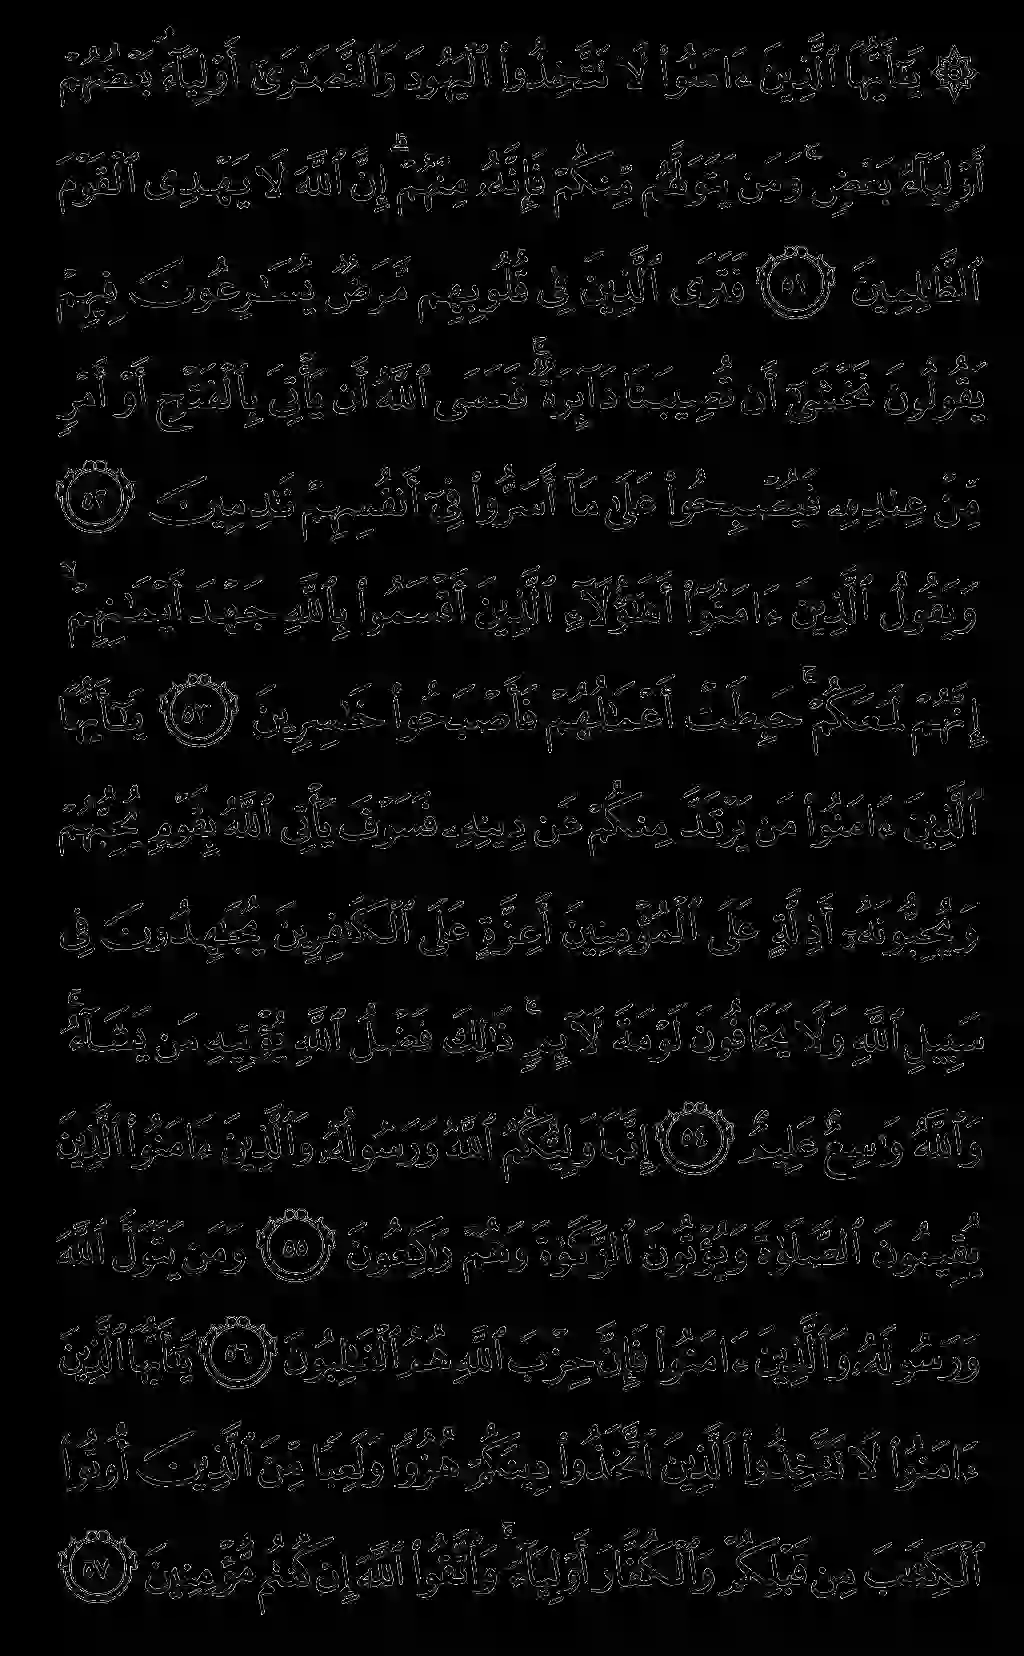 ۞ يَـٰٓأَيُّهَا ٱلَّذِينَ ءَامَنُوا۟ لَا تَتَّخِذُوا۟ ٱلْيَهُودَ وَٱلنَّصَـٰرَىٰٓ أَوْلِيَآءَ ۘ بَعْضُهُمْ
أَوْلِيَآءُ بَعْضٍ ۚ وَمَن يَتَوَلَّهُم مِّنكُمْ فَإِنَّهُۥ مِنْهُمْ ۗ إِنَّ ٱللَّهَ لَا يَهْدِى ٱلْقَوْمَ
ٱلظَّـٰلِمِينَ ٥١ فَتَرَى ٱلَّذِينَ فِى قُلُوبِهِم مَّرَضٌ يُسَـٰرِعُونَ فِيهِمْ
يَقُولُونَ نَخْشَىٰٓ أَن تُصِيبَنَا دَآئِرَةٌ ۚ فَعَسَى ٱللَّهُ أَن يَأْتِىَ بِٱلْفَتْحِ أَوْ أَمْرٍ
مِّنْ عِندِهِۦ فَيُصْبِحُوا۟ عَلَىٰ مَآ أَسَرُّوا۟ فِىٓ أَنفُسِهِمْ نَـٰدِمِينَ ٥٢
وَيَقُولُ ٱلَّذِينَ ءَامَنُوٓا۟ أَهَـٰٓؤُلَآءِ ٱلَّذِينَ أَقْسَمُوا۟ بِٱللَّهِ جَهْدَ أَيْمَـٰنِهِمْ ۙ
إِنَّهُمْ لَمَعَكُمْ ۚ حَبِطَتْ أَعْمَـٰلُهُمْ فَأَصْبَحُوا۟ خَـٰسِرِينَ ٥٣ يَـٰٓأَيُّهَا
ٱلَّذِينَ ءَامَنُوا۟ مَن يَرْتَدَّ مِنكُمْ عَن دِينِهِۦ فَسَوْفَ يَأْتِى ٱللَّهُ بِقَوْمٍ يُحِبُّهُمْ
وَيُحِبُّونَهُۥٓ أَذِلَّةٍ عَلَى ٱلْمُؤْمِنِينَ أَعِزَّةٍ عَلَى ٱلْكَـٰفِرِينَ يُجَـٰهِدُونَ فِى
سَبِيلِ ٱللَّهِ وَلَا يَخَافُونَ لَوْمَةَ لَآئِمٍ ۚ ذَٰلِكَ فَضْلُ ٱللَّهِ يُؤْتِيهِ مَن يَشَآءُ ۚ
وَٱللَّهُ وَٰسِعٌ عَلِيمٌ ٥٤ إِنَّمَا وَلِيُّكُمُ ٱللَّهُ وَرَسُولُهُۥ وَٱلَّذِينَ ءَامَنُوا۟ ٱلَّذِينَ
يُقِيمُونَ ٱلصَّلَوٰةَ وَيُؤْتُونَ ٱلزَّكَوٰةَ وَهُمْ رَٰكِعُونَ ٥٥ وَمَن يَتَوَلَّ ٱللَّهَ
وَرَسُولَهُۥ وَٱلَّذِينَ ءَامَنُوا۟ فَإِنَّ حِزْبَ ٱللَّهِ هُمُ ٱلْغَـٰلِبُونَ ٥٦ يَـٰٓأَيُّهَا ٱلَّذِينَ
ءَامَنُوا۟ لَا تَتَّخِذُوا۟ ٱلَّذِينَ ٱتَّخَذُوا۟ دِينَكُمْ هُزُوًا وَلَعِبًا مِّنَ ٱلَّذِينَ أُوتُوا۟
ٱلْكِتَـٰبَ مِن قَبْلِكُمْ وَٱلْكُفَّارَ أَوْلِيَآءَ ۚ وَٱتَّقُوا۟ ٱللَّهَ إِن كُنتُم مُّؤْمِنِينَ ٥٧